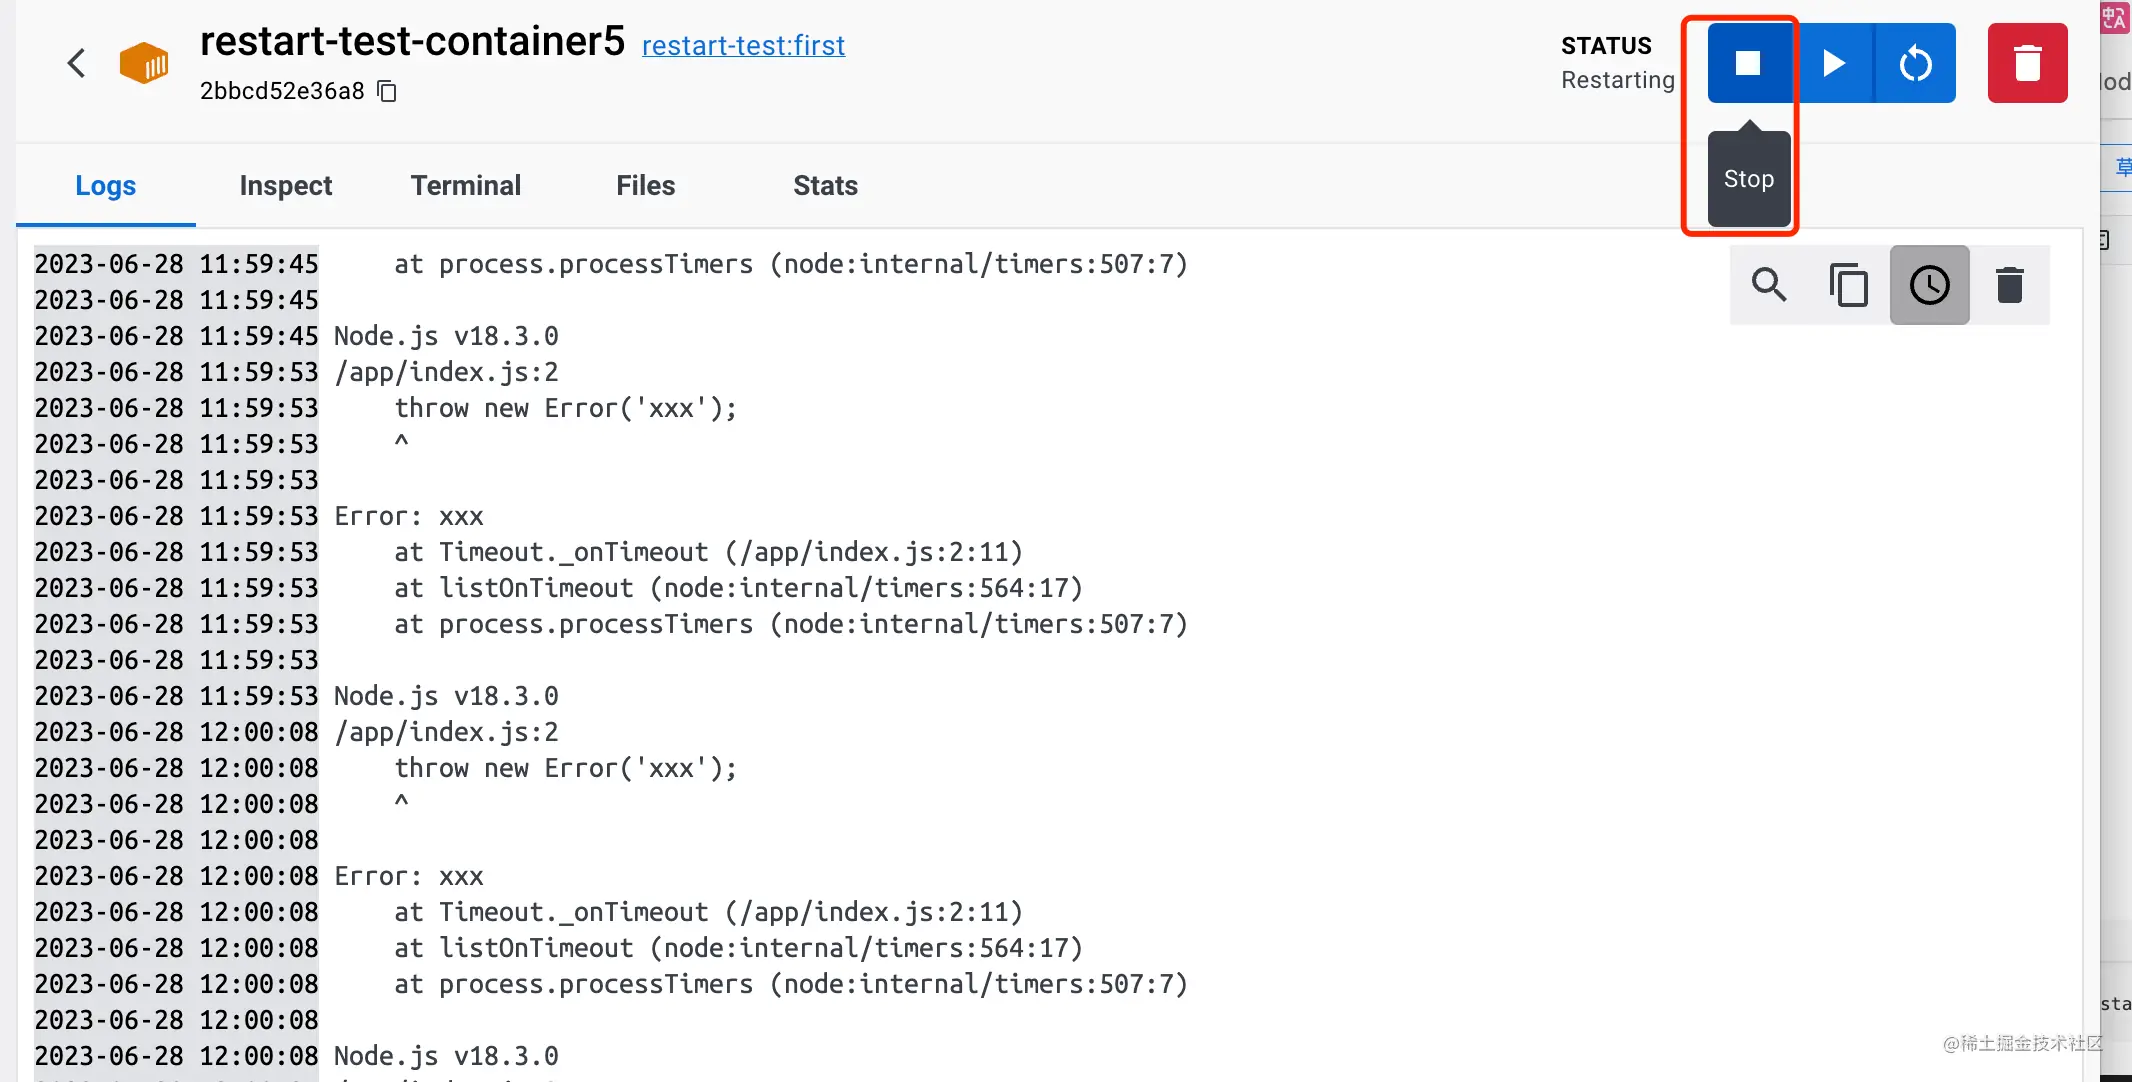 restart-test-container5 restart-test:first
2bbcd52e36a8
STATUS
Restarting
Stop
Logs Inspect Terminal Files Stats
2023-06-28 11:59:45     at process.processTimers (node:internal/timers:507:7)
2023-06-28 11:59:45
2023-06-28 11:59:45 Node.js v18.3.0
2023-06-28 11:59:53 /app/index.js:2
2023-06-28 11:59:53     throw new Error('xxx');
2023-06-28 11:59:53     ^
2023-06-28 11:59:53
2023-06-28 11:59:53 Error: xxx
2023-06-28 11:59:53     at Timeout._onTimeout (/app/index.js:2:11)
2023-06-28 11:59:53     at listOnTimeout (node:internal/timers:564:17)
2023-06-28 11:59:53     at process.processTimers (node:internal/timers:507:7)
2023-06-28 11:59:53
2023-06-28 11:59:53 Node.js v18.3.0
2023-06-28 12:00:08 /app/index.js:2
2023-06-28 12:00:08     throw new Error('xxx');
2023-06-28 12:00:08     ^
2023-06-28 12:00:08
2023-06-28 12:00:08 Error: xxx
2023-06-28 12:00:08     at Timeout._onTimeout (/app/index.js:2:11)
2023-06-28 12:00:08     at listOnTimeout (node:internal/timers:564:17)
2023-06-28 12:00:08     at process.processTimers (node:internal/timers:507:7)
2023-06-28 12:00:08
2023-06-28 12:00:08 Node.js v18.3.0
草
sta
@稀土掘金技术社区